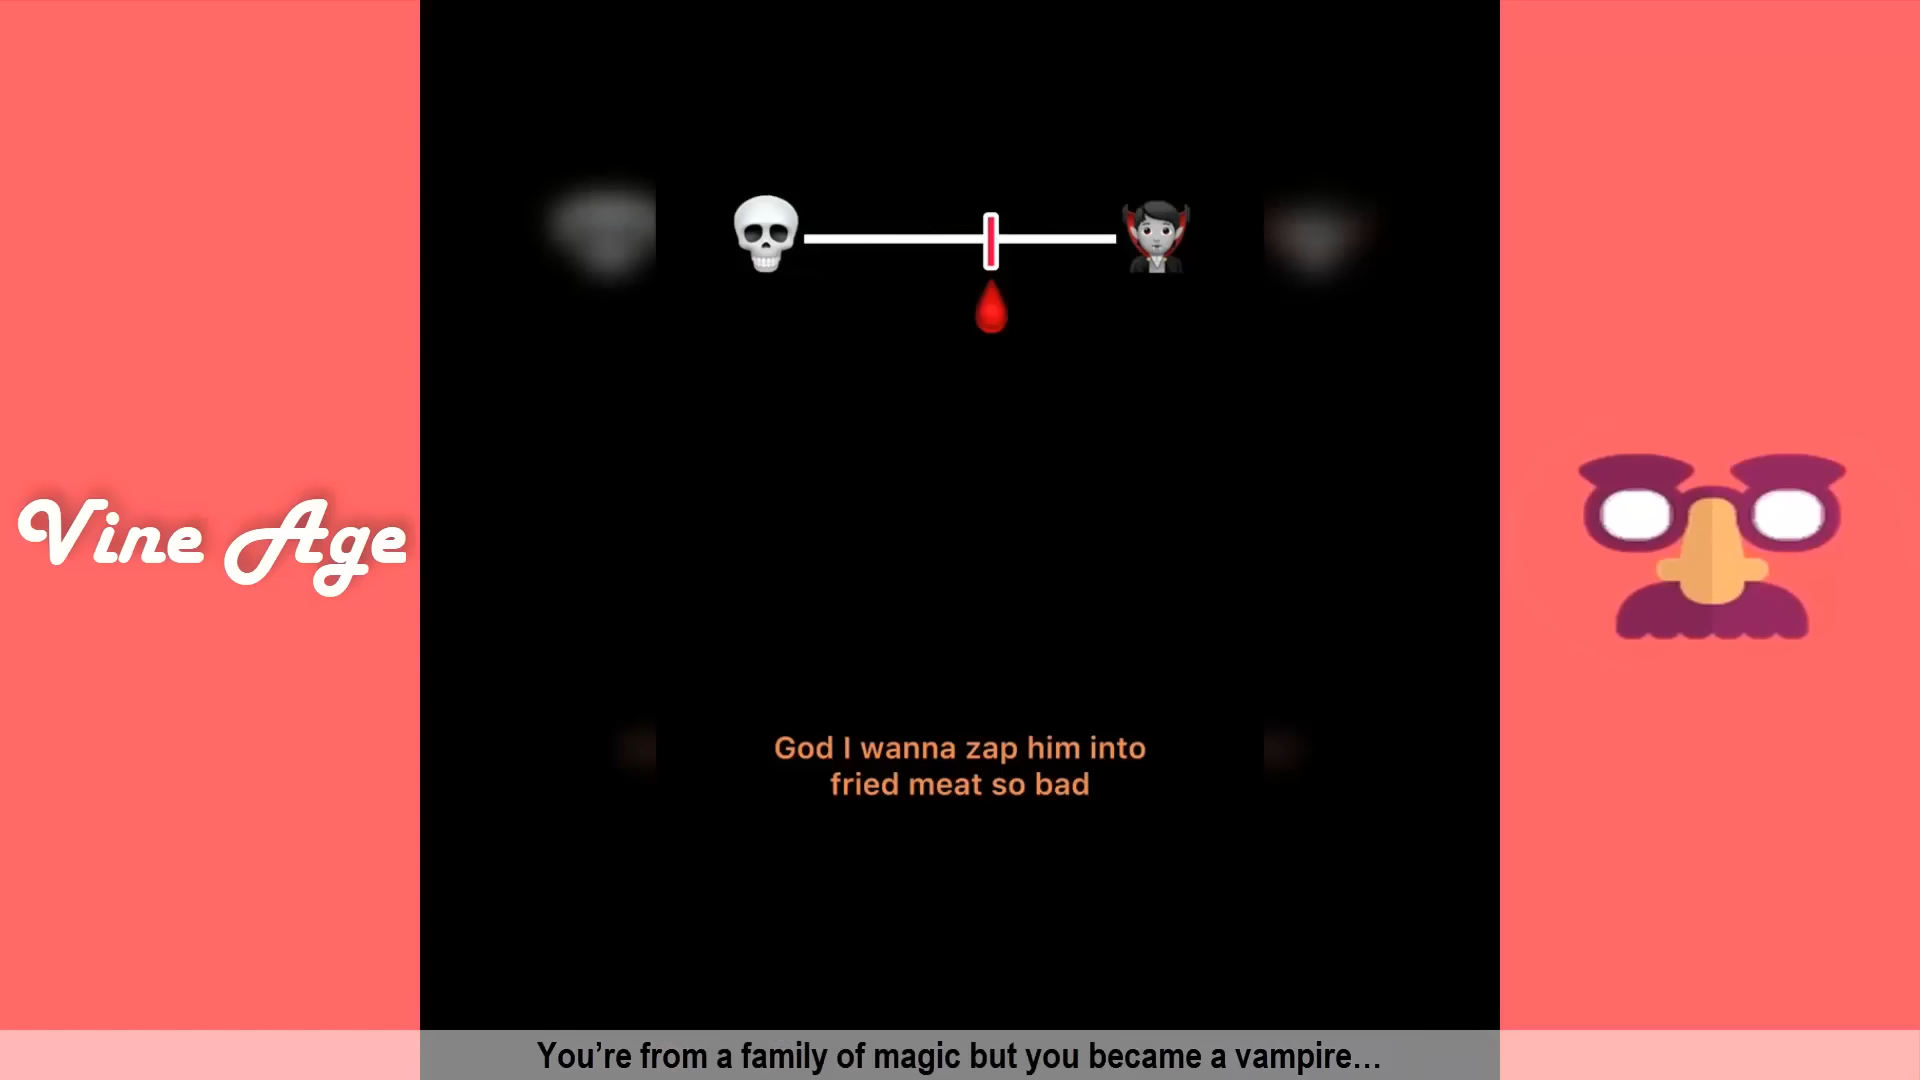 Vine Age
God I wanna zap him into
fried meat so bad
You’re from a family of magic but you became a vampire…